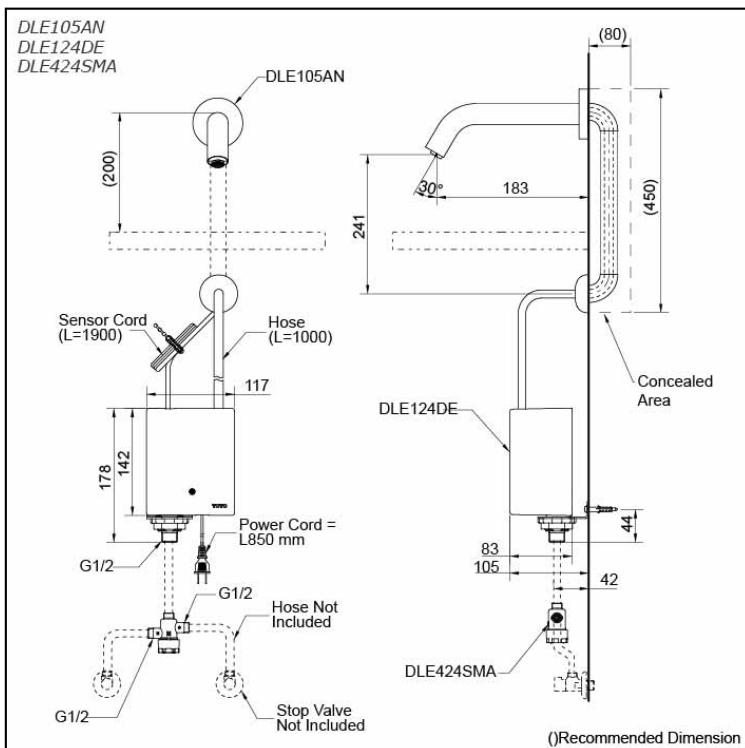 DLE105AN
DLE124DE
DLE424SMA
DLE105AN
(80)
(200)
30°
183
241
(450)
Sensor Cord
(L=1900)
Hose
(L=1000)
117
Concealed
Area
DLE124DE
178
142
TOTO
Power Cord =
L850 mm
G1/2
44
83
105
42
G1/2
Hose Not
Included
DLE424SMA
G1/2
Stop Valve
Not Included
()Recommended Dimension